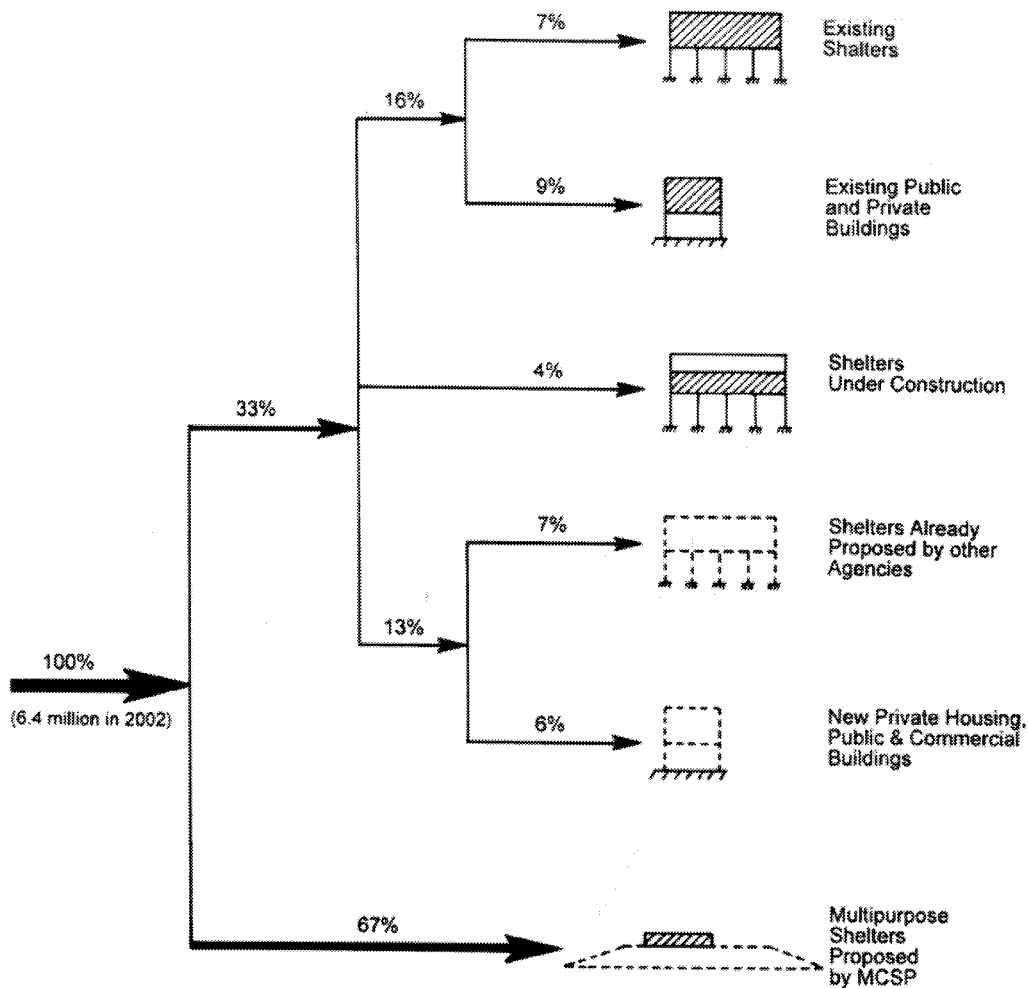 7%
Existing
Shalters
16%
9%
Existing Public
and Private
Buildings
4%
Shelters
Under Construction
33%
7%
Shelters Already
Proposed by other
Agencies
13%
100%
(6.4 million in 2002)
6%
New Private Housing,
Public & Commercial
Buildings
67%
Multipurpose
Shelters
Proposed
by MCSP